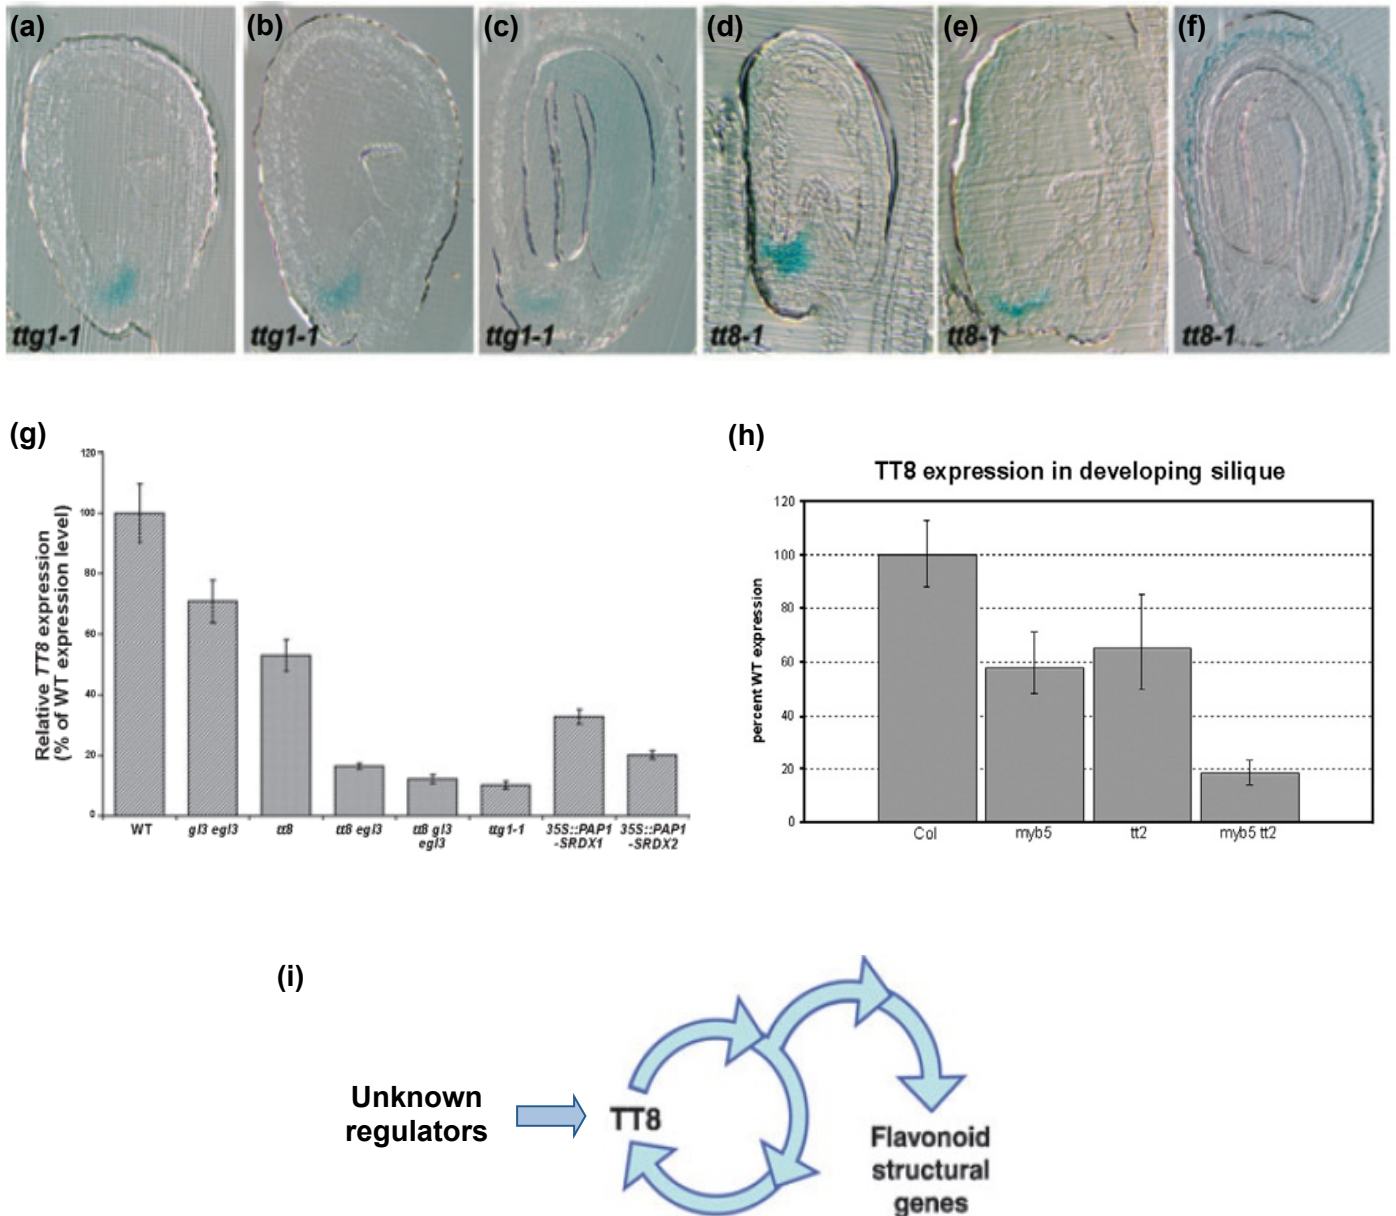 (a)
(b)
(c)
(d)
(e)
(f)
ttg1-1
ttg1-1
ttg1-1
tt8-1
tt8-1
tt8-1
(g)
Relative TT8 expression
(% of WT expression level)
120
100
80
60
40
20
0
WT
gl3 egl3
tt8
tt8 egl3
tt8 gl3
egl3
ttg1-1
35S::PAP1
-SRDX1
35S::PAP1
-SRDX2
(h)
TT8 expression in developing silique
percent WT expression
120
100
80
60
40
20
0
Col
myb5
tt2
myb5 tt2
(i)
Unknown
regulators
TT8
Flavonoid
structural
genes